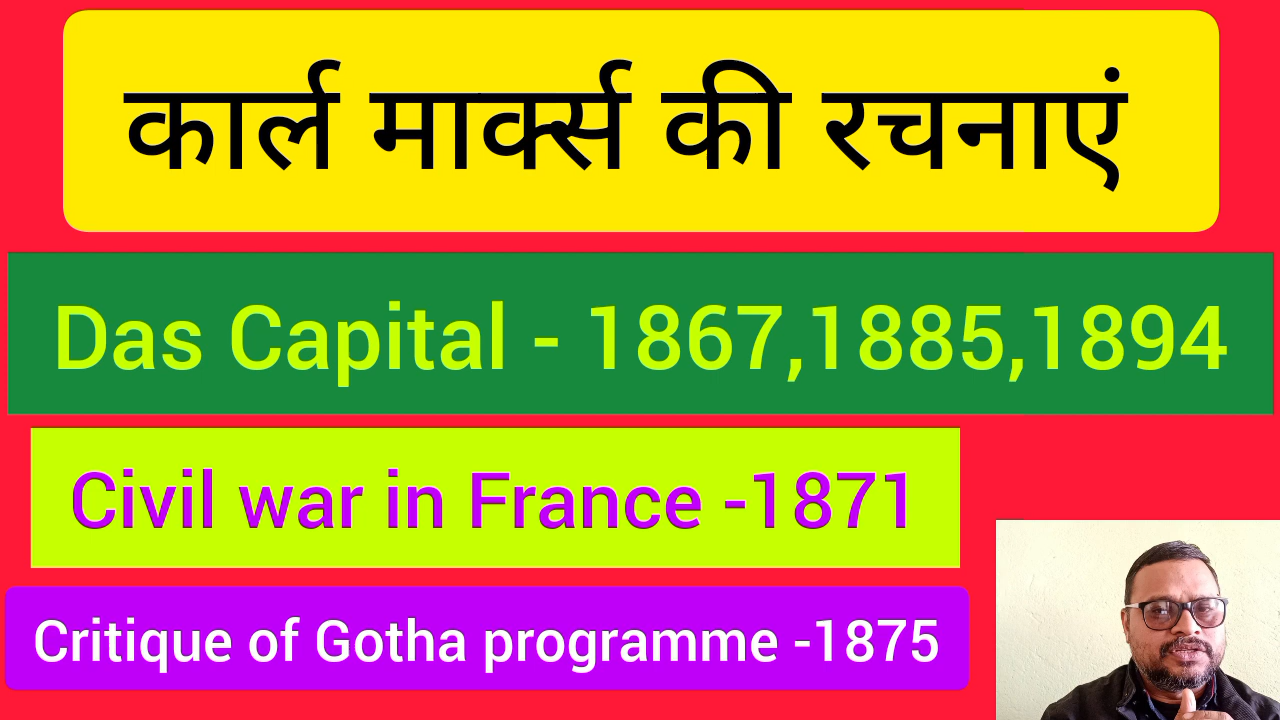 कार्ल मार्क्स की रचनाएं
Das Capital - 1867,1885,1894
Civil war in France -1871
Critique of Gotha programme -1875